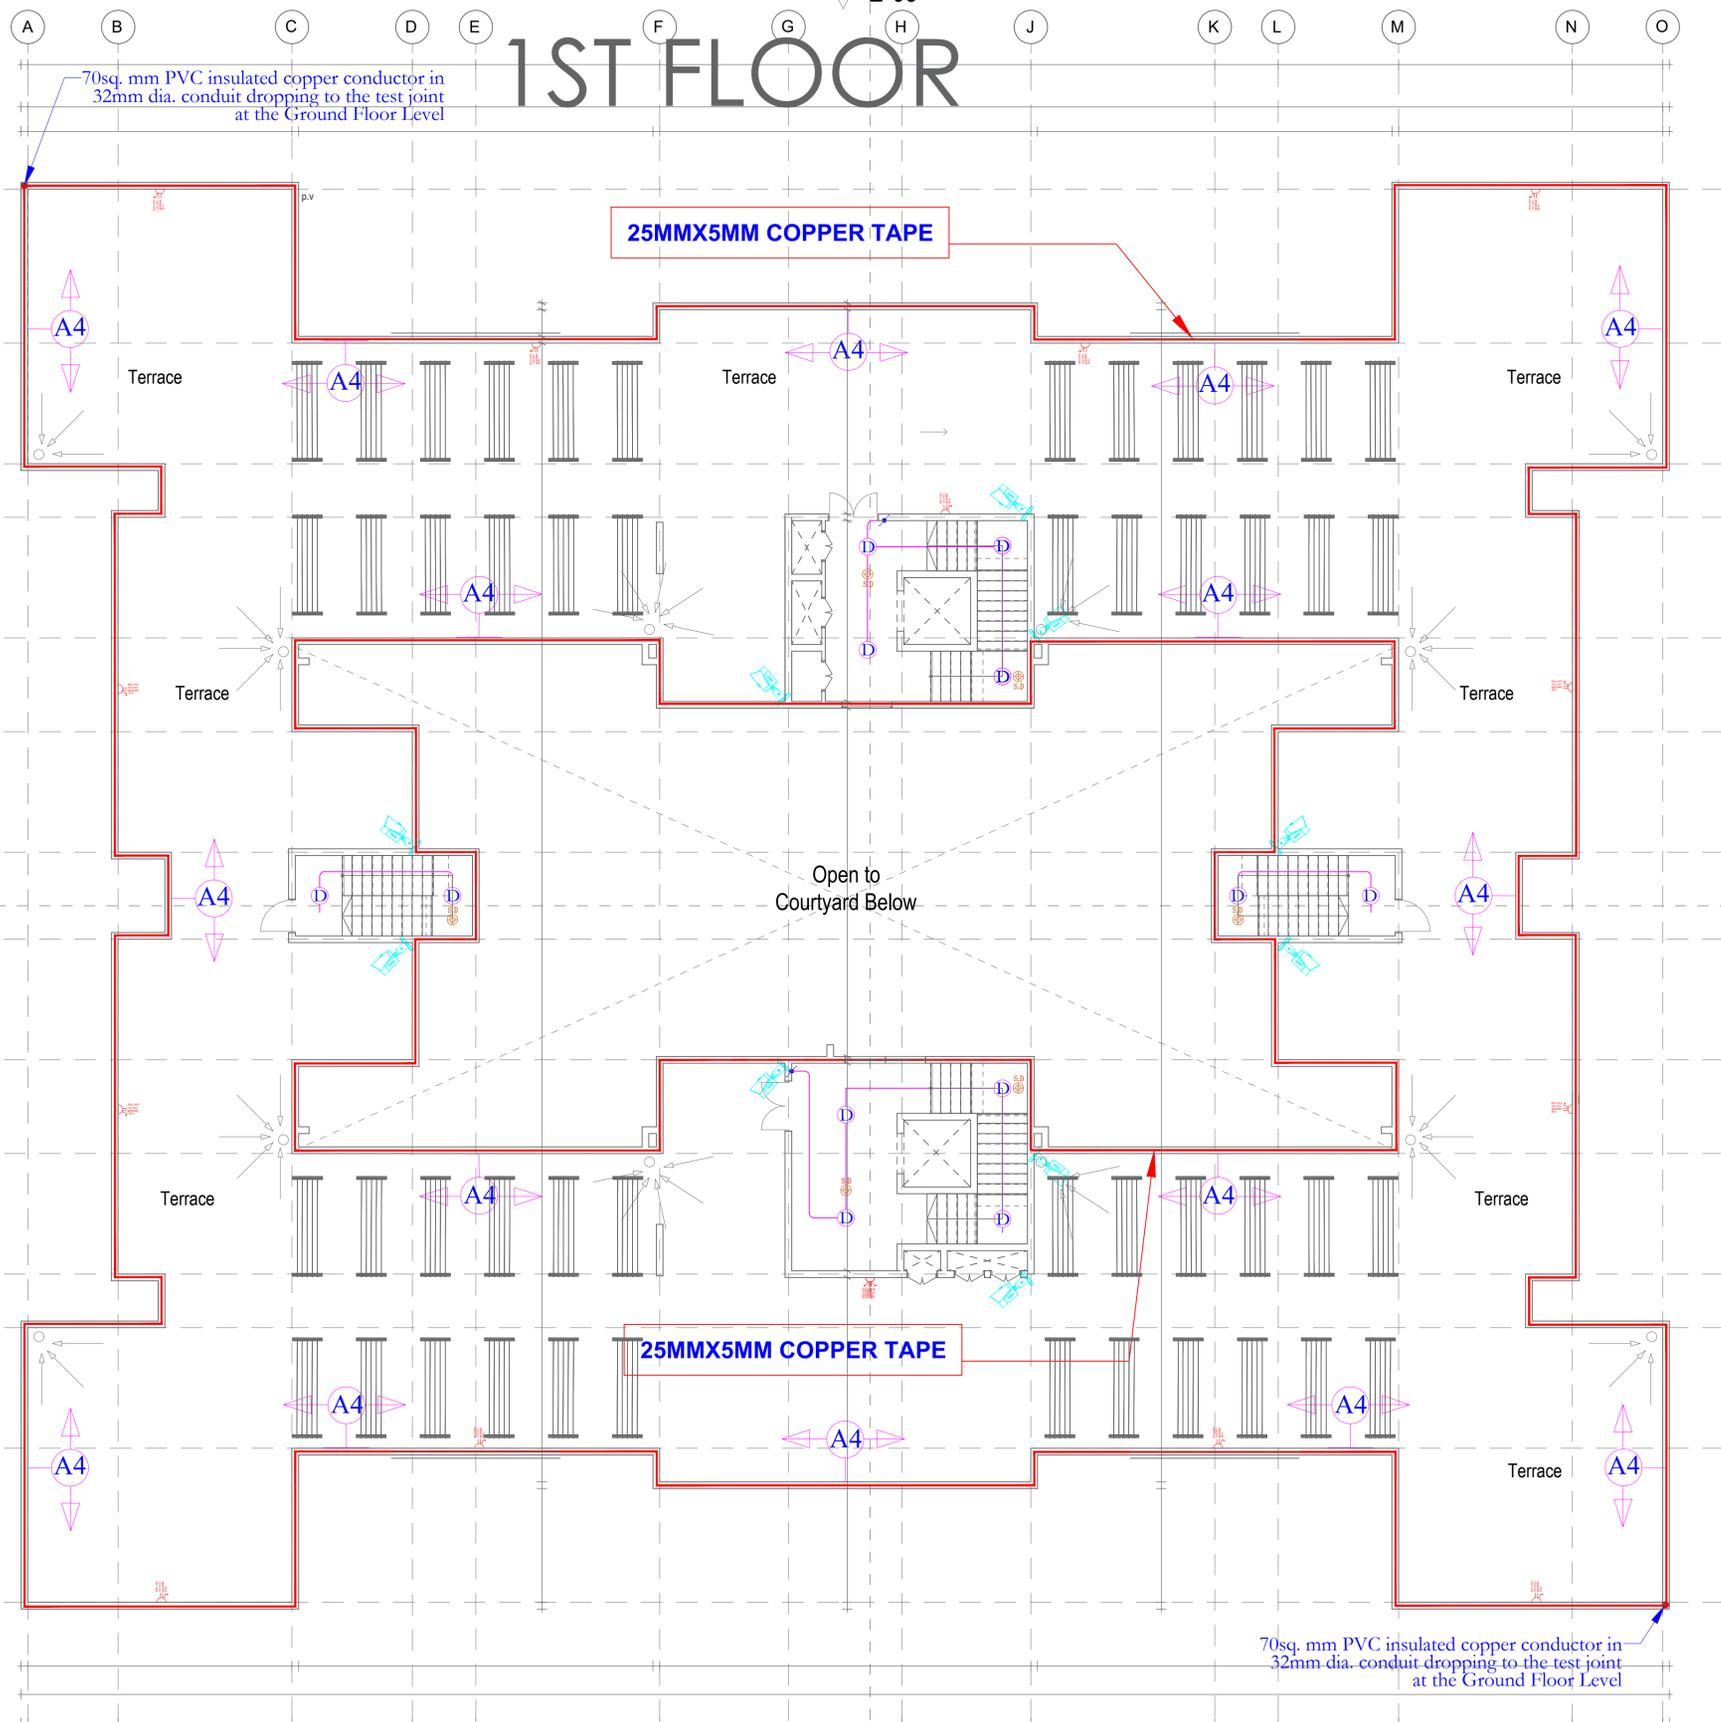 A B C D E F G H J K L M N O
1ST FLOOR
70sq. mm PVC insulated copper conductor in
32mm dia. conduit dropping to the test joint
at the Ground Floor Level
p.v
25MMX5MM COPPER TAPE
A4
A4
A4
A4
A4
Terrace
Terrace
Terrace
D
D
S.D
A4
A4
D
D
S.D
Terrace
Terrace
Open to
Courtyard Below
A4
D
D
S.D
D
D
S.D
A4
D
S.D
D
Terrace
A4
S.D
D
D
A4
Terrace
25MMX5MM COPPER TAPE
A4
A4
A4
A4
A4
Terrace
70sq. mm PVC insulated copper conductor in
32mm dia. conduit dropping to the test joint
at the Ground Floor Level